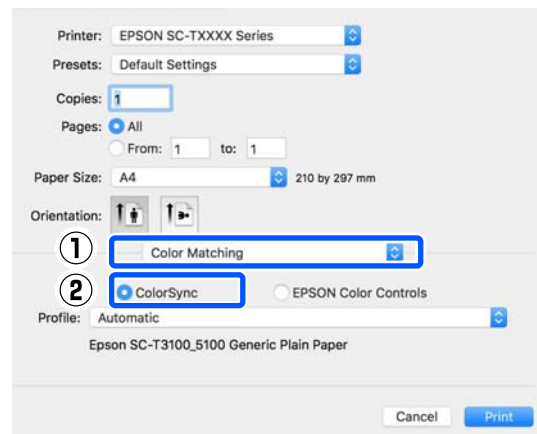 Printer: EPSON SC-TXXXX Series
Presets: Default Settings
Copies: 1
Pages: All
From: 1 to: 1
Paper Size: A4 210 by 297 mm
Orientation:
① Color Matching
② ColorSync EPSON Color Controls
Profile: Automatic
Epson SC-T3100_5100 Generic Plain Paper
Cancel Print